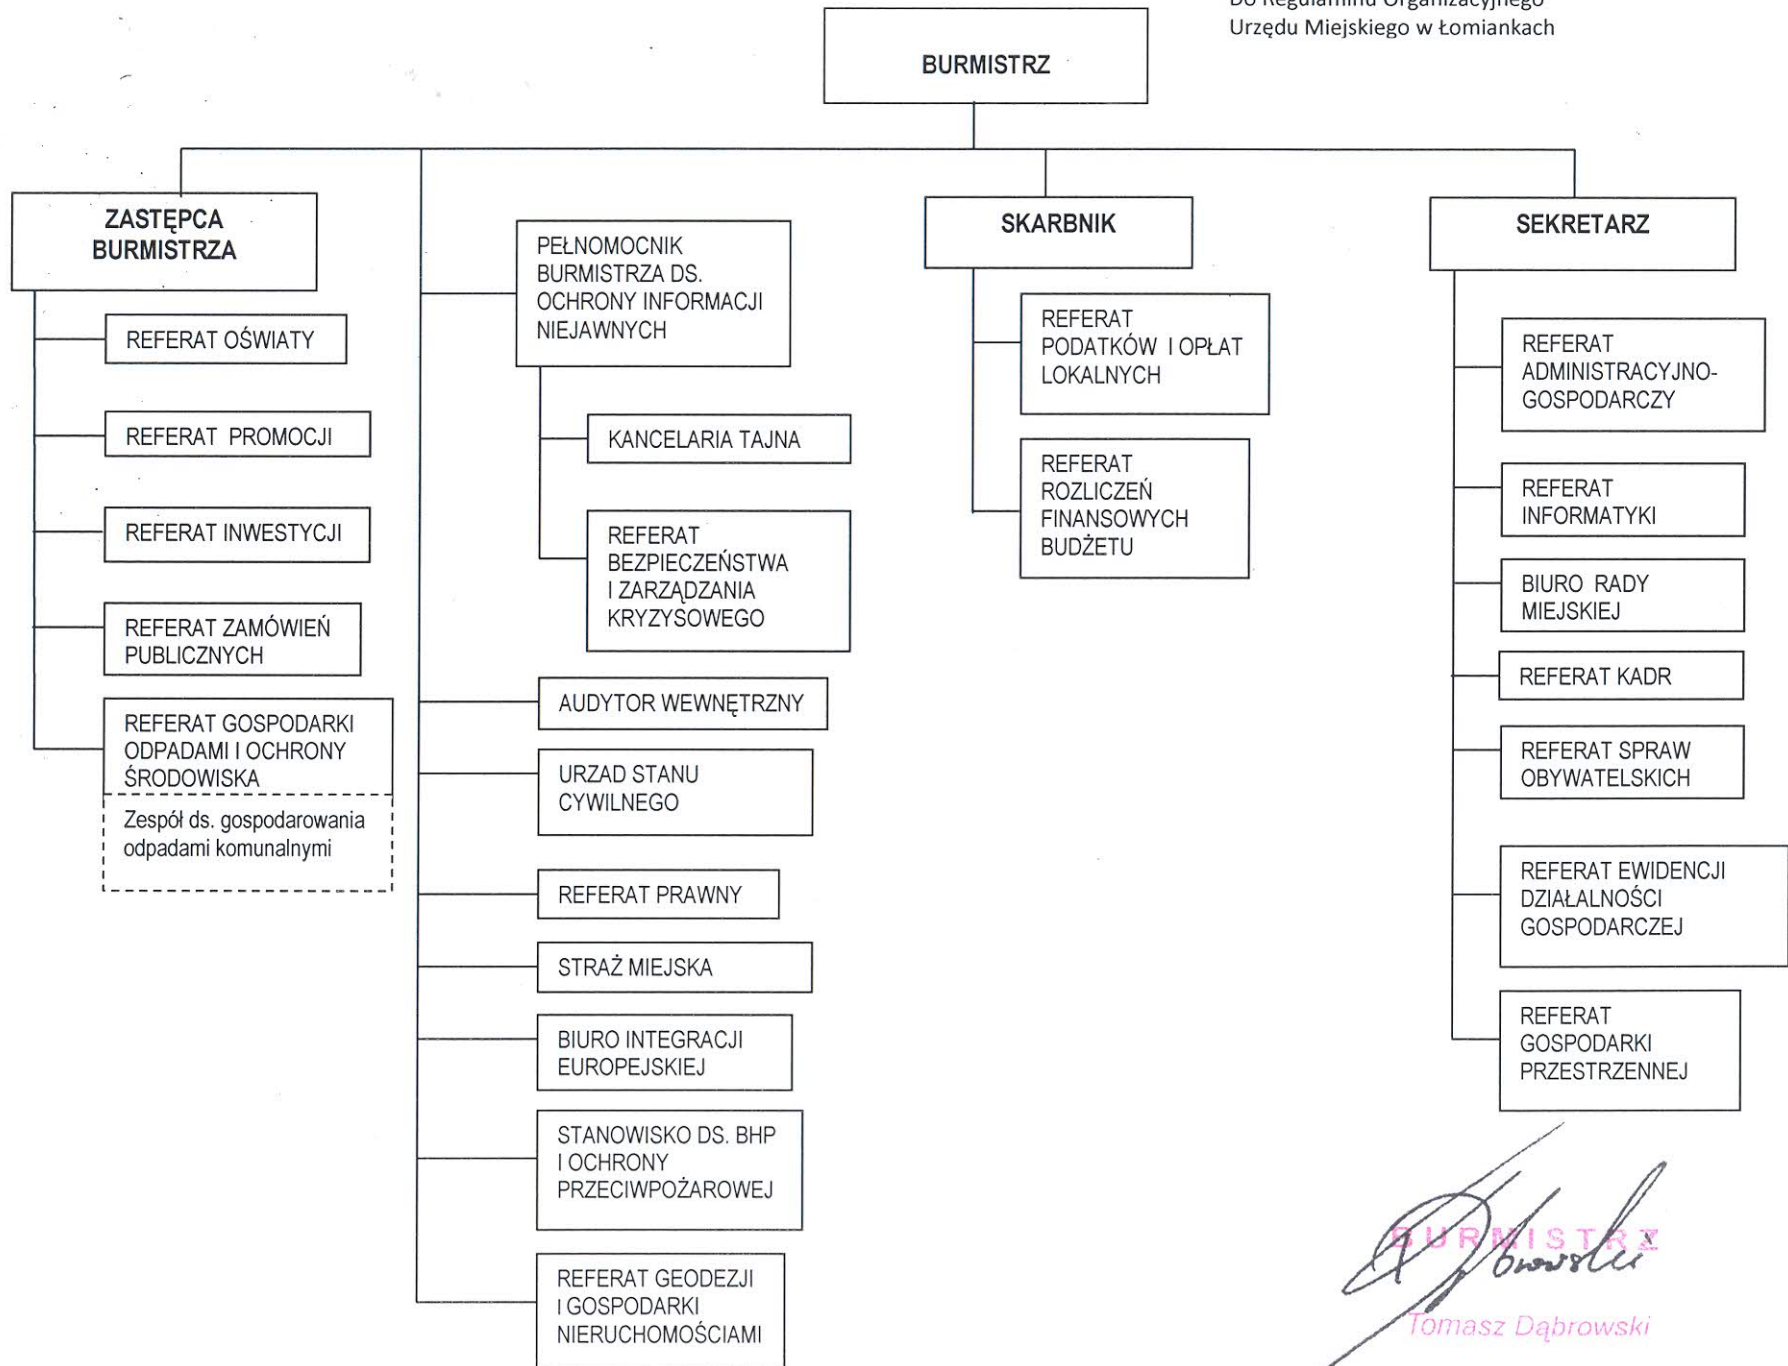 Do Regulaminu Organizacyjnego
Urzędu Miejskiego w Łomiankach
BURMISTRZ
ZASTĘPCA
BURMISTRZA
REFERAT OŚWIATY
REFERAT PROMOCJI
REFERAT INWESTYCJI
REFERAT ZAMÓWIEŃ
PUBLICZNYCH
REFERAT GOSPODARKI
ODPADAMI I OCHRONY
ŚRODOWISKA
Zespół ds. gospodarowania
odpadami komunalnymi
PEŁNOMOCNIK
BURMISTRZA DS.
OCHRONY INFORMACJI
NIEJAWNYCH
KANCELARIA TAJNA
REFERAT
BEZPIECZEŃSTWA
I ZARZĄDZANIA
KRYZYSOWEGO
AUDYTOR WEWNĘTRZNY
URZAD STANU
CYWILNEGO
REFERAT PRAWNY
STRAŻ MIEJSKA
BIURO INTEGRACJI
EUROPEJSKIEJ
STANOWISKO DS. BHP
I OCHRONY
PRZECIWPOŻAROWEJ
REFERAT GEODEZJI
I GOSPODARKI
NIERUCHOMOŚCIAMI
SKARBNIK
REFERAT
PODATKÓW I OPŁAT
LOKALNYCH
REFERAT
ROZLICZEŃ
FINANSOWYCH
BUDŻETU
SEKRETARZ
REFERAT
ADMINISTRACYJNO-
GOSPODARCZY
REFERAT
INFORMATYKI
BIURO RADY
MIEJSKIEJ
REFERAT KADR
REFERAT SPRAW
OBYWATELSKICH
REFERAT EWIDENCJI
DZIAŁALNOŚCI
GOSPODARCZEJ
REFERAT
GOSPODARKI
PRZESTRZENNEJ
BURMISTRZ
Tomasz Dąbrowski